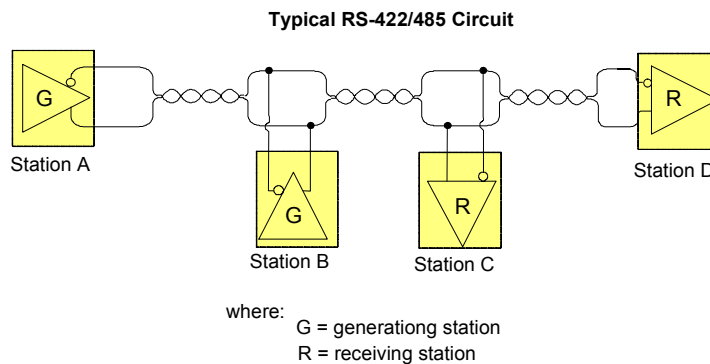 Typical RS-422/485 Circuit
G
R
Station A
Station D
G
R
Station B
Station C
where:
G = generationg station
R = receiving station